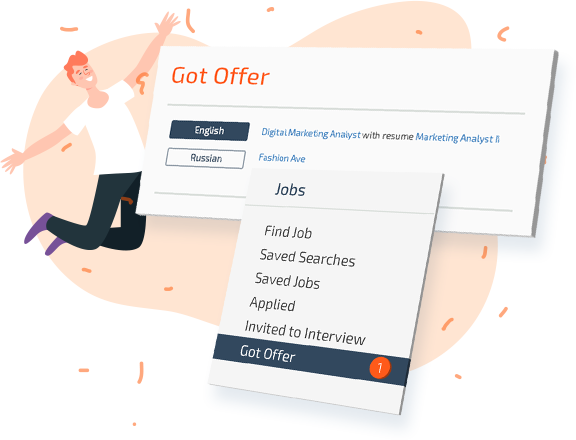 Got Offer
English
Digital Marketing Analyst with resume Marketing Analyst
Russian
Fashion Ave
Jobs
Find Job
Saved Searches
Saved Jobs
Applied
Invited to Interview
Got Offer 1